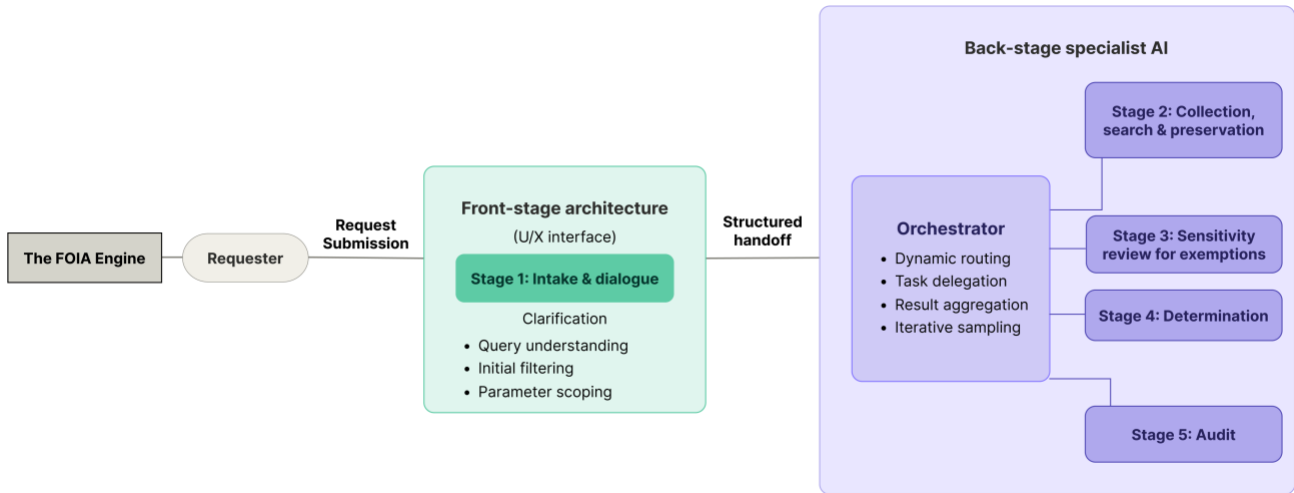 The FOIA Engine
Requester
Request
Submission
Front-stage architecture
(U/X interface)
Stage 1: Intake & dialogue
Clarification
• Query understanding
• Initial filtering
• Parameter scoping
Structured
handoff
Back-stage specialist AI
Orchestrator
• Dynamic routing
• Task delegation
• Result aggregation
• Iterative sampling
Stage 2: Collection,
search & preservation
Stage 3: Sensitivity
review for exemptions
Stage 4: Determination
Stage 5: Audit